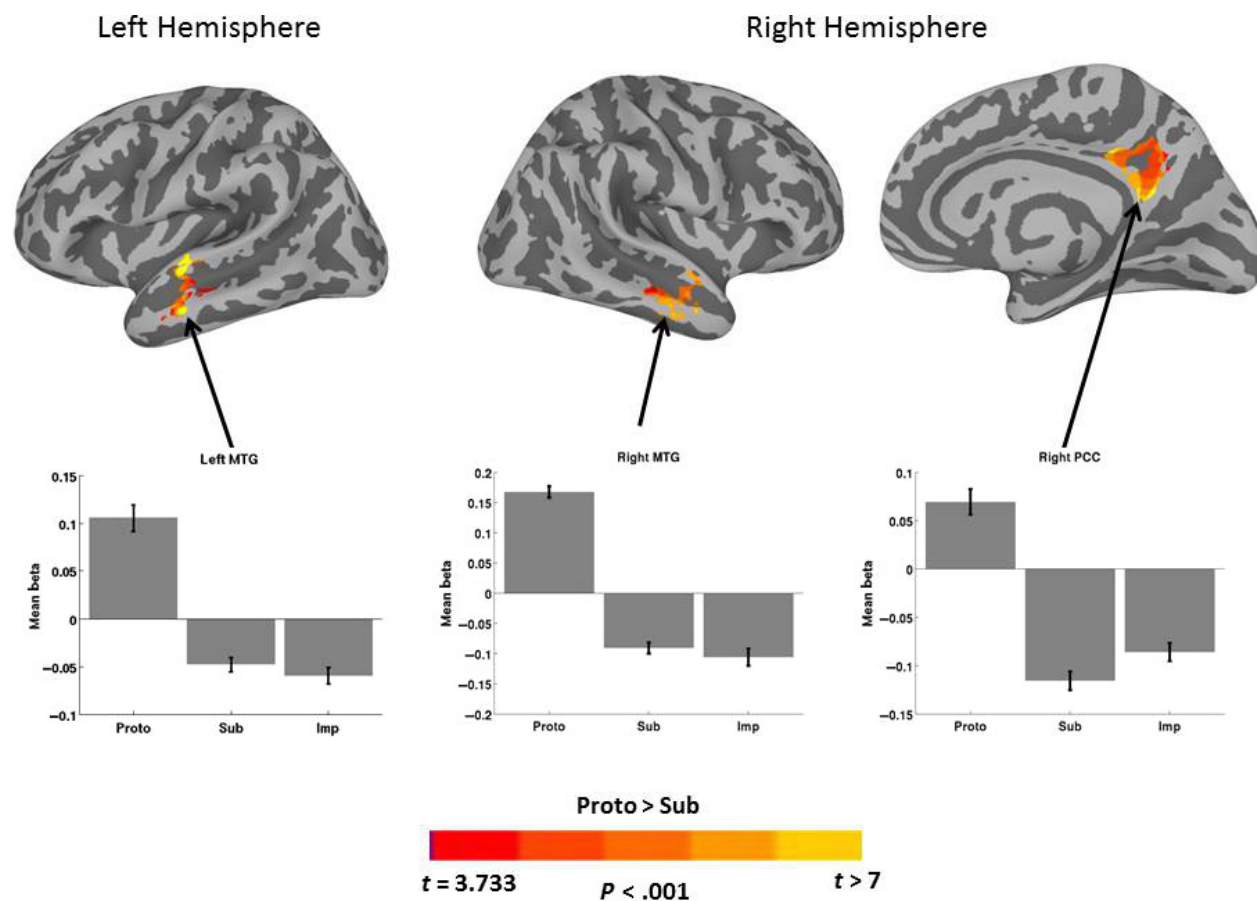 Left Hemisphere
Right Hemisphere
Left MTG
0.15
0.1
0.05
0
−0.05
−0.1
Mean beta
Proto Sub Imp
Right MTG
0.2
0.15
0.1
0.05
0
−0.05
−0.1
−0.15
−0.2
Mean beta
Proto Sub Imp
Right PCC
0.1
0.05
0
−0.05
−0.1
−0.15
Mean beta
Proto Sub Imp
Proto > Sub
t = 3.733 P < .001 t > 7